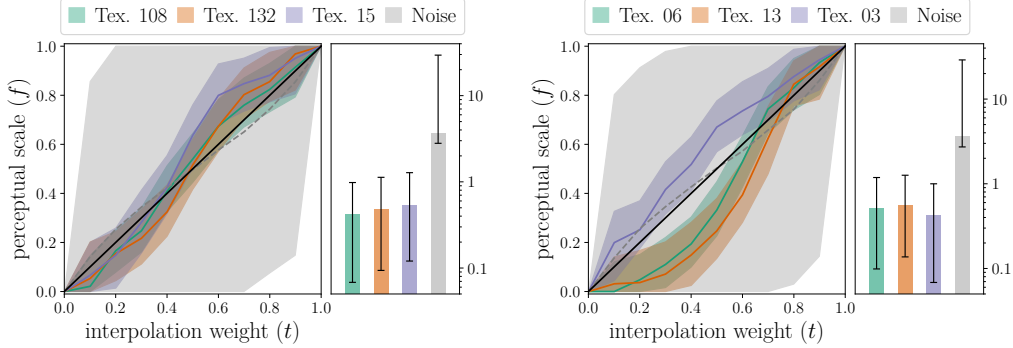 Tex. 108 Tex. 132 Tex. 15 Noise
perceptual scale (f)
1.0
0.8
0.6
0.4
0.2
0.0
0.0 0.2 0.4 0.6 0.8 1.0
interpolation weight (t)
10
1
0.1
Tex. 06 Tex. 13 Tex. 03 Noise
perceptual scale (f)
1.0
0.8
0.6
0.4
0.2
0.0
0.0 0.2 0.4 0.6 0.8 1.0
interpolation weight (t)
10
1
0.1